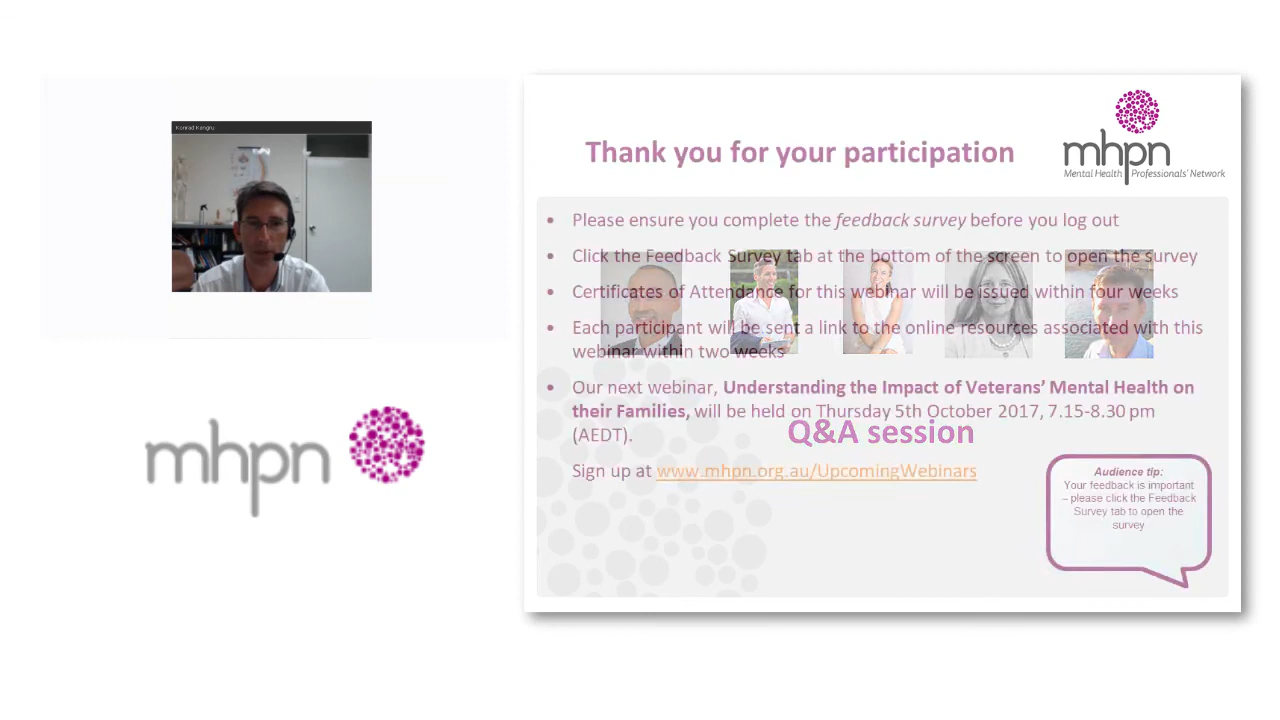 Konrad Kangru
mhpn
mhpn
Mental Health Professionals' Network
Thank you for your participation
• Please ensure you complete the feedback survey before you log out
• Click the Feedback Survey tab at the bottom of the screen to open the survey
• Certificates of Attendance for this webinar will be issued within four weeks
• Each participant will be sent a link to the online resources associated with this
webinar within two weeks
• Our next webinar, Understanding the Impact of Veterans' Mental Health on
their Families, will be held on Thursday 5th October 2017, 7.15-8.30 pm
(AEDT).
Q&A session
Sign up at www.mhpn.org.au/UpcomingWebinars
Audience tip:
Your feedback is important
– please click the Feedback
Survey tab to open the
survey